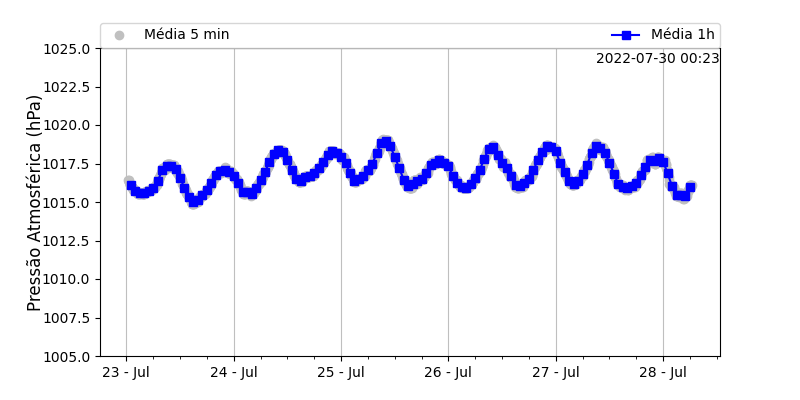 Média 5 min
Média 1h
2022-07-30 00:23
Pressão Atmosférica (hPa)
1025.0
1022.5
1020.0
1017.5
1015.0
1012.5
1010.0
1007.5
1005.0
23 - Jul
24 - Jul
25 - Jul
26 - Jul
27 - Jul
28 - Jul